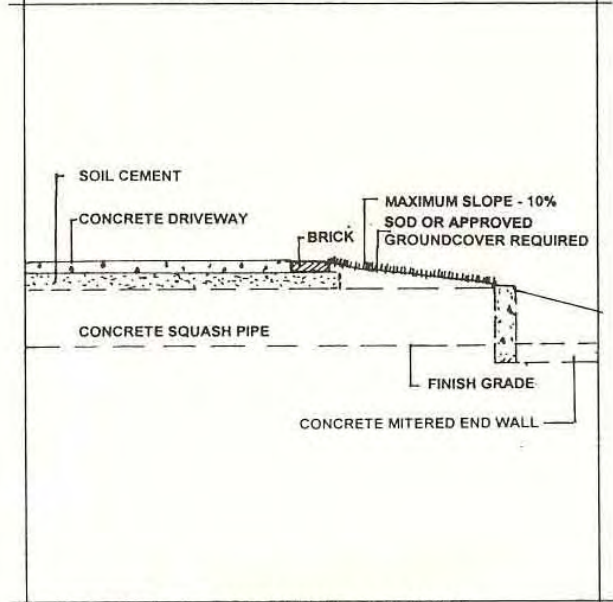 SOIL CEMENT
CONCRETE DRIVEWAY
BRICK
MAXIMUM SLOPE - 10%
SOD OR APPROVED
GROUNDCOVER REQUIRED
CONCRETE SQUASH PIPE
FINISH GRADE
CONCRETE MITERED END WALL